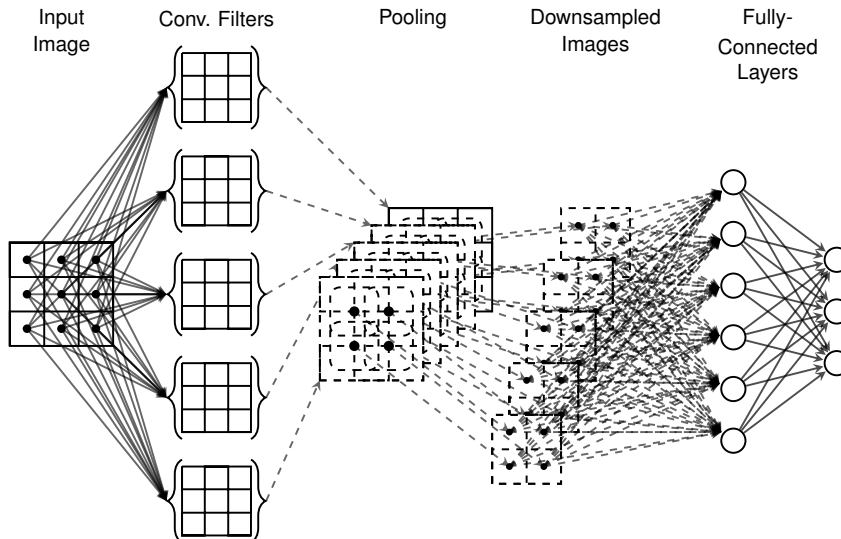 Input
Image
Conv. Filters
Pooling
Downsampled
Images
Fully-
Connected
Layers